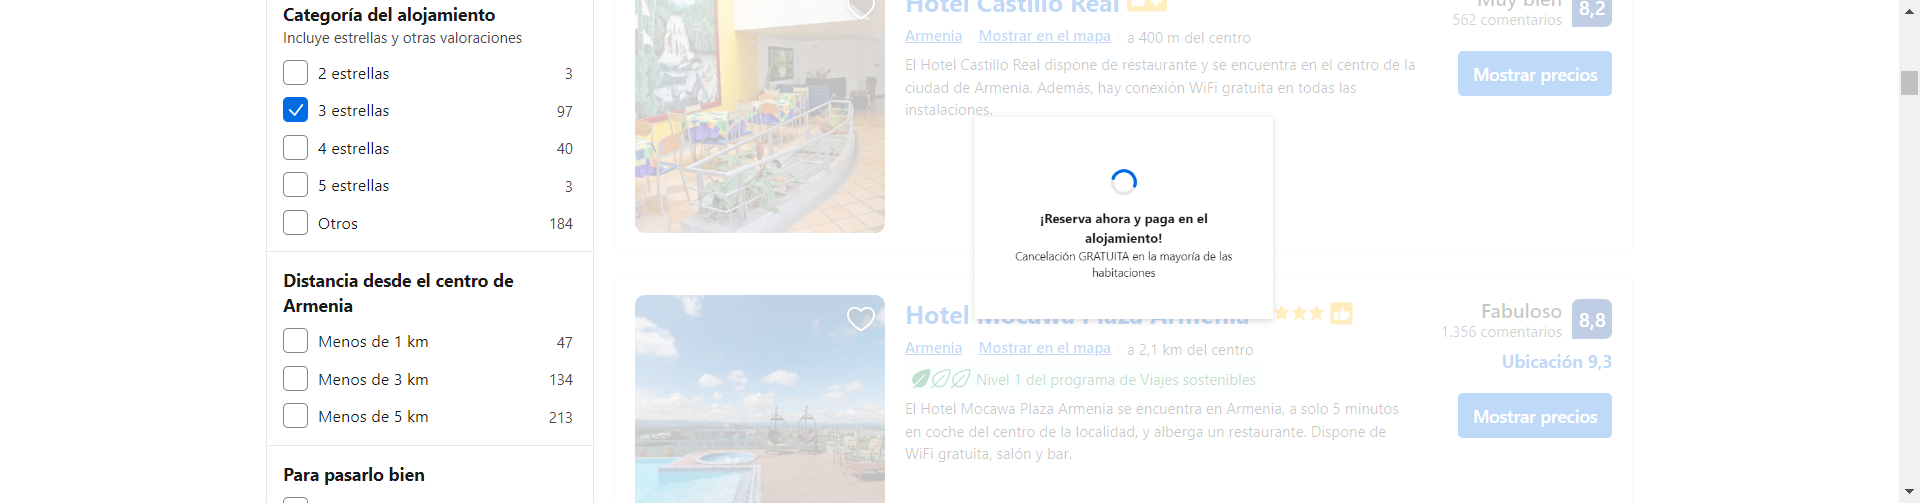 Categoría del alojamiento
Incluye estrellas y otras valoraciones
2 estrellas 3
3 estrellas 97
4 estrellas 40
5 estrellas 3
Otros 184
Distancia desde el centro de
Armenia
Menos de 1 km 47
Menos de 3 km 134
Menos de 5 km 213
Para pasarlo bien
Hotel Castillo Real
Muy bien
562 comentarios
8,2
Armenia Mostrar en el mapa a 400 m del centro
El Hotel Castillo Real dispone de restaurante y se encuentra en el centro de la
ciudad de Armenia. Además, hay conexión WiFi gratuita en todas las
instalaciones.
Mostrar precios
¡Reserva ahora y paga en el
alojamiento!
Cancelación GRATUITA en la mayoría de las
habitaciones
Hotel Mocawa Plaza Armenia
Fabuloso
1.356 comentarios
8,8
Ubicación 9,3
Armenia Mostrar en el mapa a 2,1 km del centro
Nivel 1 del programa de Viajes sostenibles
El Hotel Mocawa Plaza Armenia se encuentra en Armenia, a solo 5 minutos
en coche del centro de la localidad, y alberga un restaurante. Dispone de
WiFi gratuita, salón y bar.
Mostrar precios